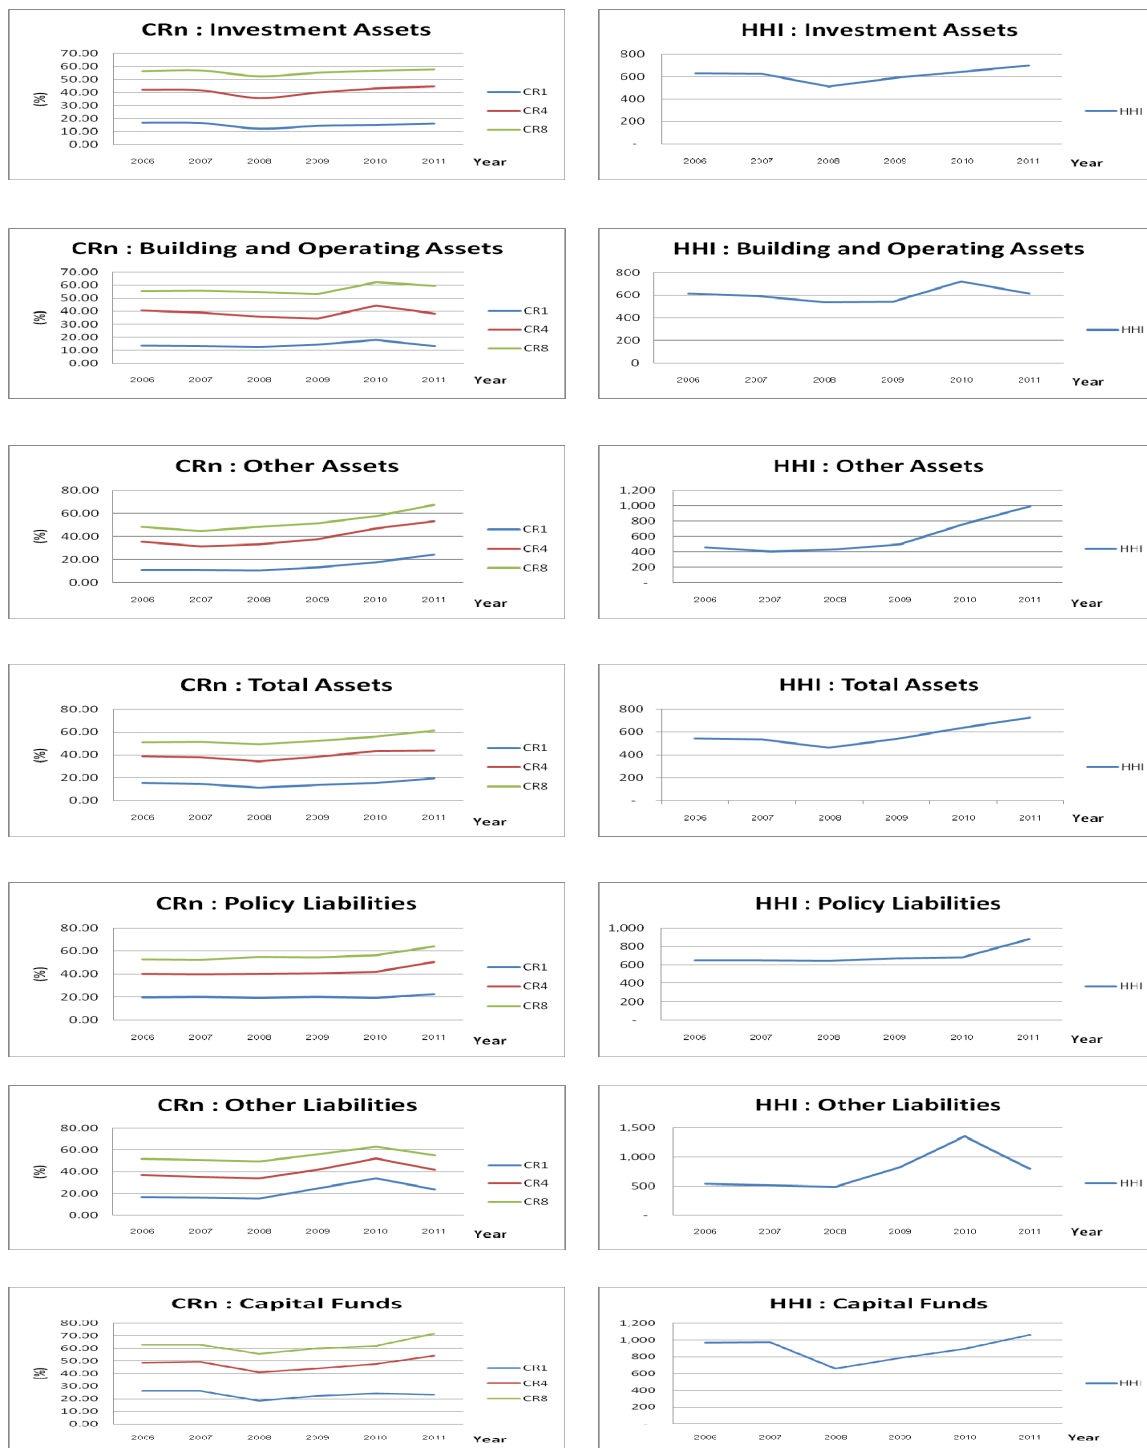 CRn : Investment Assets
70.00
60.00
50.00
40.00
30.00
20.00
10.00
0.00
(%)
2006 2007 2008 2009 2010 2011 Year
CR1
CR4
CR8
HHI : Investment Assets
800
600
400
200
-
2006 2007 2008 2009 2010 2011 Year
HHI
CRn : Building and Operating Assets
70.00
60.00
50.00
40.00
30.00
20.00
10.00
0.00
(%)
2006 2007 2008 2009 2010 2011 Year
CR1
CR4
CR8
HHI : Building and Operating Assets
800
600
400
200
0
2006 2007 2008 2009 2010 2011 Year
HHI
CRn : Other Assets
80.00
60.00
40.00
20.00
0.00
(%)
2006 2007 2008 2009 2010 2011 Year
CR1
CR4
CR8
HHI : Other Assets
1,200
1,000
800
600
400
200
-
2006 2007 2008 2009 2010 2011 Year
HHI
CRn : Total Assets
80.00
60.00
40.00
20.00
0.00
(%)
2006 2007 2008 2009 2010 2011 Year
CR1
CR4
CR8
HHI : Total Assets
800
600
400
200
-
2006 2007 2008 2009 2010 2011 Year
HHI
CRn : Policy Liabilities
80.00
60.00
40.00
20.00
0.00
(%)
2006 2007 2008 2009 2010 2011 Year
CR1
CR4
CR8
HHI : Policy Liabilities
1,000
800
600
400
200
-
2006 2007 2008 2009 2010 2011 Year
HHI
CRn : Other Liabilities
80.00
60.00
40.00
20.00
0.00
(%)
2006 2007 2008 2009 2010 2011 Year
CR1
CR4
CR8
HHI : Other Liabilities
1,500
1,000
500
-
2006 2007 2008 2009 2010 2011 Year
HHI
CRn : Capital Funds
80.00
70.00
60.00
50.00
40.00
30.00
20.00
10.00
0.00
(%)
2006 2007 2008 2009 2010 2011 Year
CR1
CR4
CR8
HHI : Capital Funds
1,200
1,000
800
600
400
200
-
2006 2007 2008 2009 2010 2011 Year
HHI